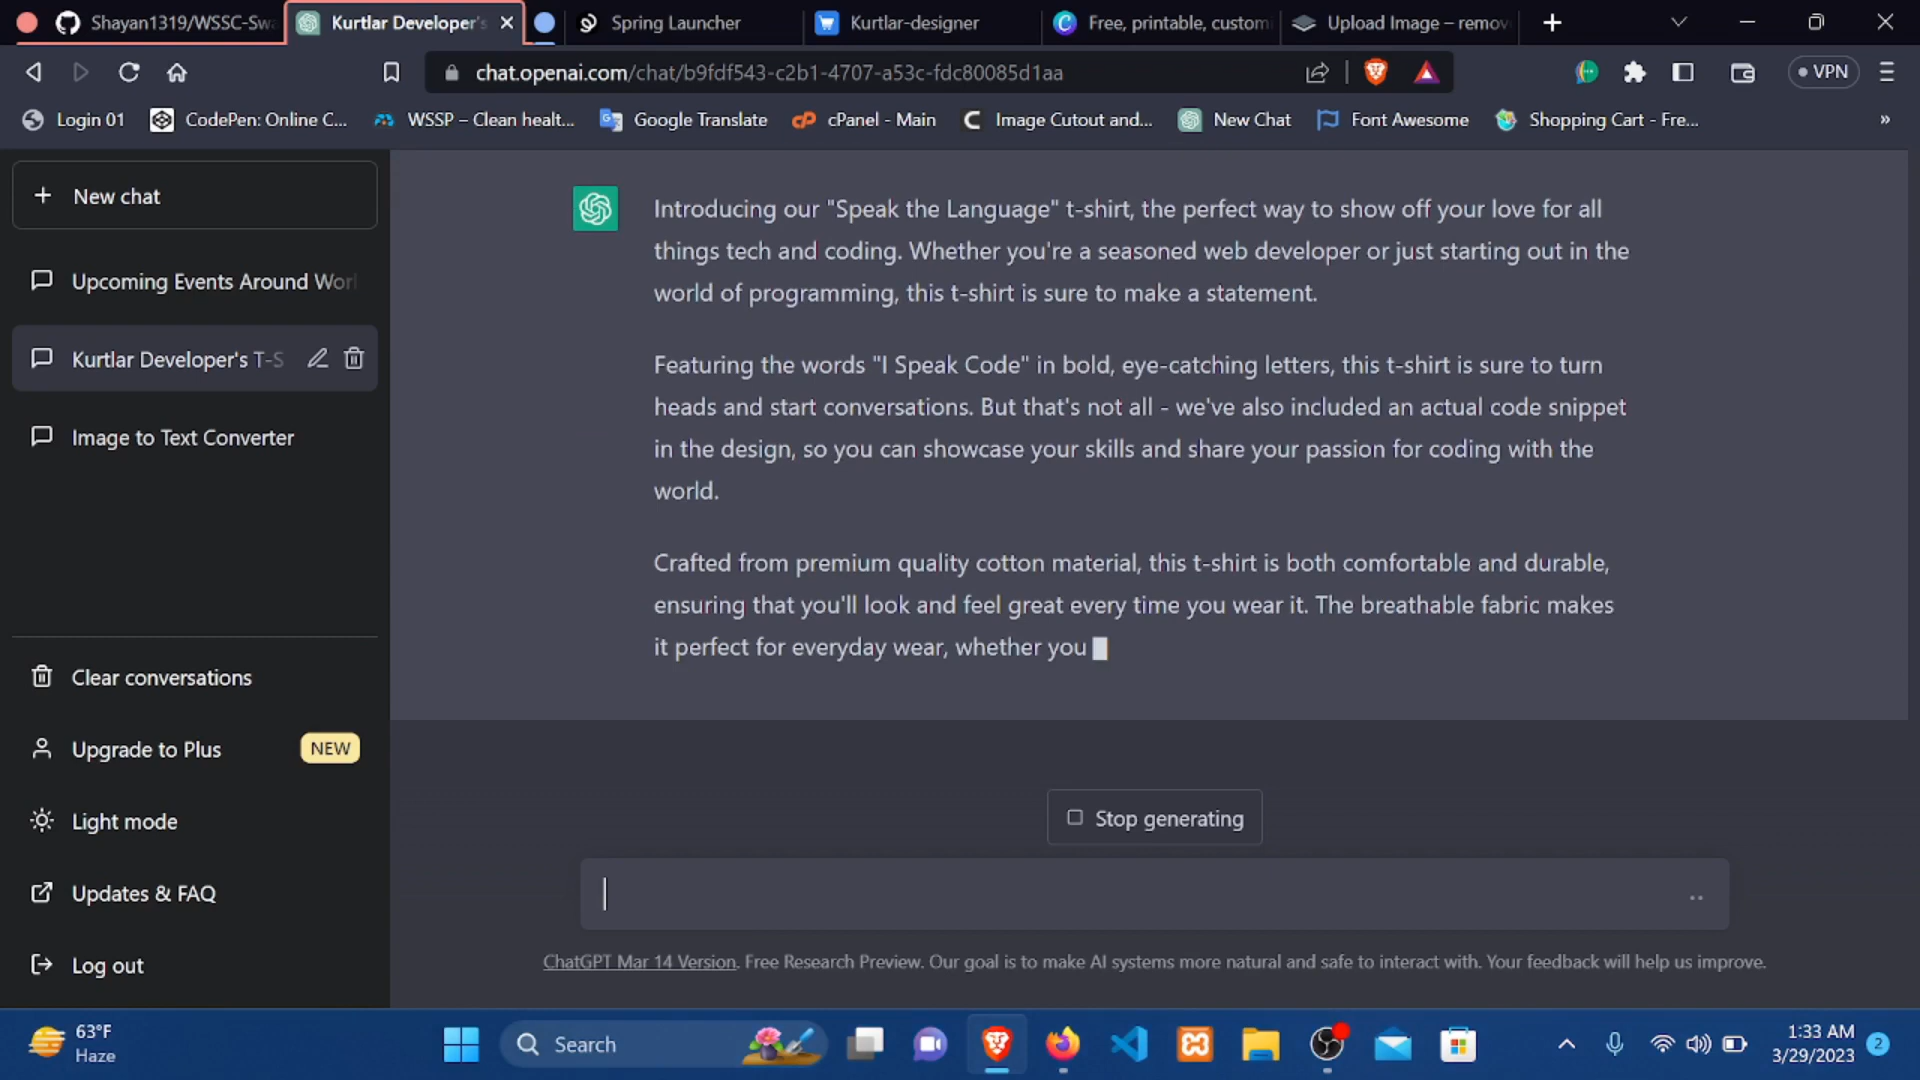 Shayan1319/WSSC-Swa
Kurtlar Developer's
Spring Launcher
Kurtlar-designer
Free, printable, custom
Upload Image – remov
chat.openai.com/chat/b9fdf543-c2b1-4707-a53c-fdc80085d1aa
VPN
Login 01
CodePen: Online C...
WSSP – Clean healt...
Google Translate
cPanel - Main
Image Cutout and...
New Chat
Font Awesome
Shopping Cart - Fre...
»
New chat
Upcoming Events Around Worl
Kurtlar Developer's T-S
Image to Text Converter
Clear conversations
Upgrade to Plus
NEW
Light mode
Updates & FAQ
Log out
Introducing our "Speak the Language" t-shirt, the perfect way to show off your love for all
things tech and coding. Whether you're a seasoned web developer or just starting out in the
world of programming, this t-shirt is sure to make a statement.
Featuring the words "I Speak Code" in bold, eye-catching letters, this t-shirt is sure to turn
heads and start conversations. But that's not all - we've also included an actual code snippet
in the design, so you can showcase your skills and share your passion for coding with the
world.
Crafted from premium quality cotton material, this t-shirt is both comfortable and durable,
ensuring that you'll look and feel great every time you wear it. The breathable fabric makes
it perfect for everyday wear, whether you
Stop generating
ChatGPT Mar 14 Version. Free Research Preview. Our goal is to make AI systems more natural and safe to interact with. Your feedback will help us improve.
63°F
Haze
Search
1:33 AM
3/29/2023
2